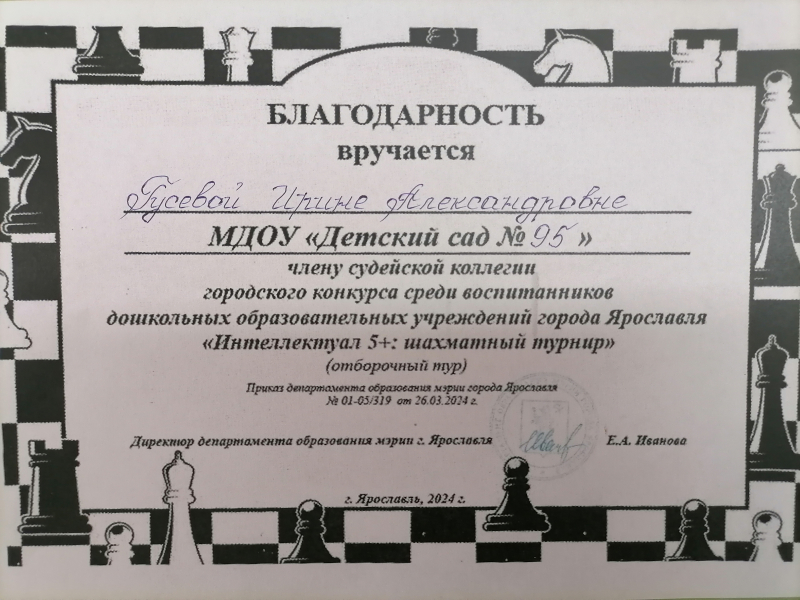 БЛАГОДАРНОСТЬ
вручается
Гусевой Ирине Александровне
МДОУ «Детский сад № 95 »
члену судейской коллегии
городского конкурса среди воспитанников
дошкольных образовательных учреждений города Ярославля
«Интеллектуал 5+: шахматный турнир»
(отборочный тур)
Приказ департамента образования мэрии города Ярославля
№ 01-05/319 от 26.03.2024 г.
Директор департамента образования мэрии г. Ярославля Е.А. Иванова
г. Ярославль, 2024 г.